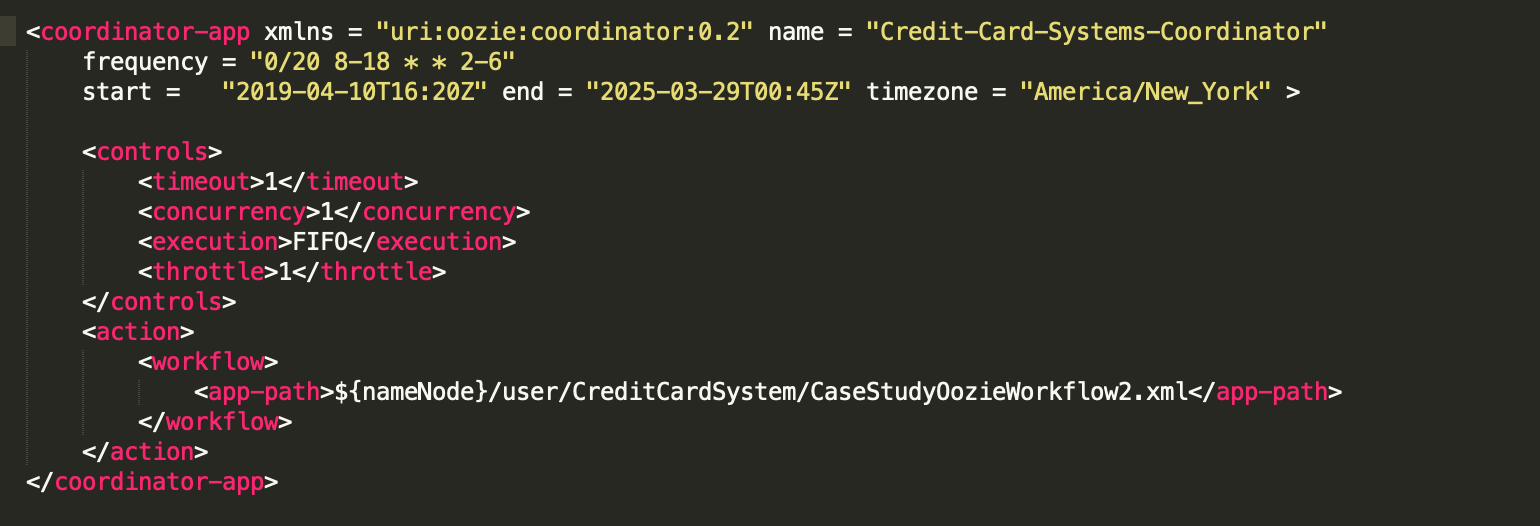 <coordinator-app xmlns = "uri:oozie:coordinator:0.2" name = "Credit-Card-Systems-Coordinator"
    frequency = "0/20 8-18 * * 2-6"
    start =   "2019-04-10T16:20Z" end = "2025-03-29T00:45Z" timezone = "America/New_York" >

    <controls>
        <timeout>1</timeout>
        <concurrency>1</concurrency>
        <execution>FIFO</execution>
        <throttle>1</throttle>
    </controls>
    <action>
        <workflow>
            <app-path>${nameNode}/user/CreditCardSystem/CaseStudyOozieWorkflow2.xml</app-path>
        </workflow>
    </action>
</coordinator-app>